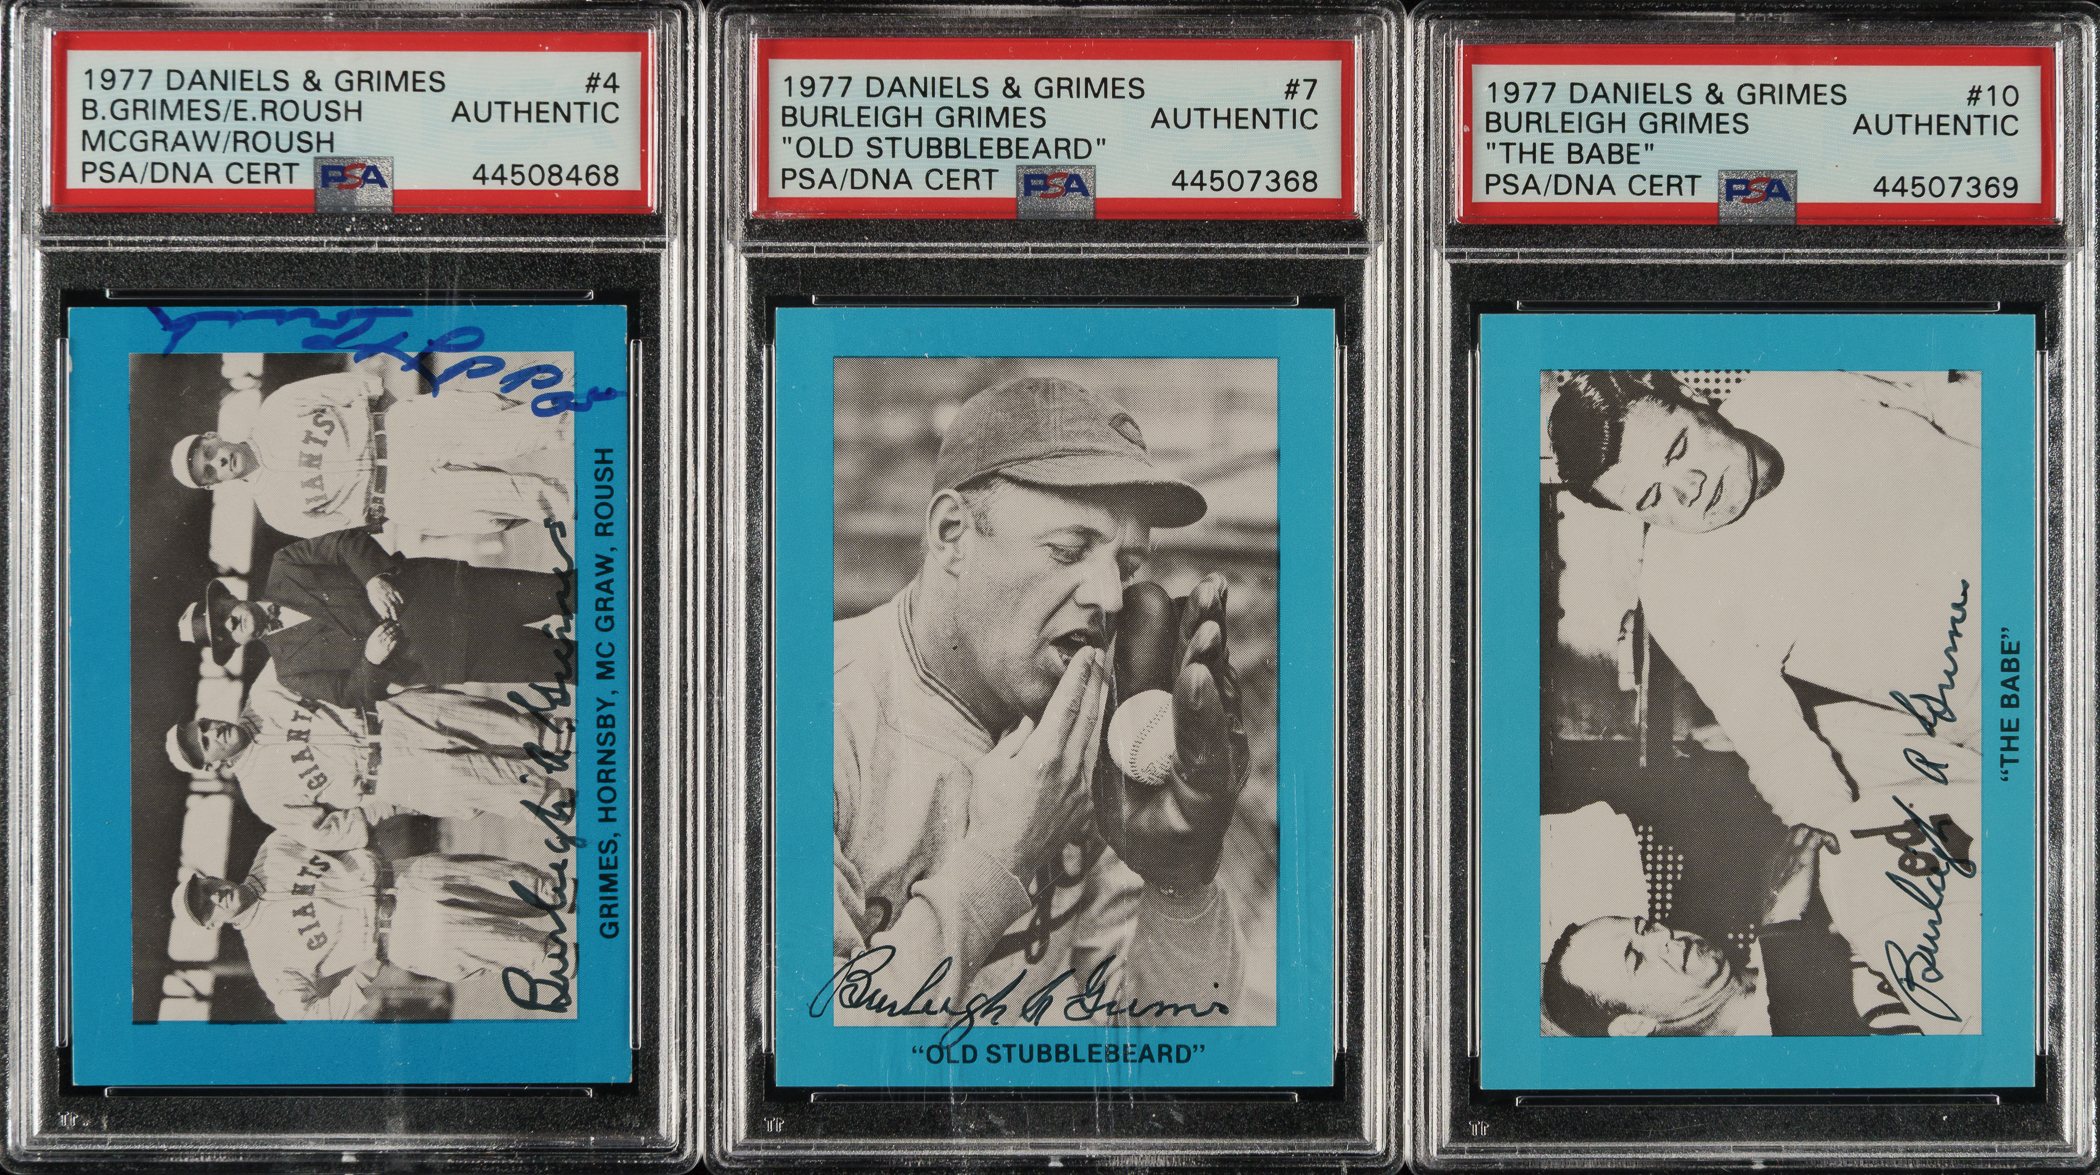 1977 DANIELS & GRIMES #4
B.GRIMES/E.ROUSH AUTHENTIC
MCGRAW/ROUSH
PSA/DNA CERT PSA 44508468
Edd J Roush
GIANTS
GIANTS
GIANTS
Burleigh A Grimes
GRIMES, HORNSBY, MC GRAW, ROUSH
1977 DANIELS & GRIMES #7
BURLEIGH GRIMES AUTHENTIC
"OLD STUBBLEBEARD"
PSA/DNA CERT PSA 44507368
Burleigh A Grimes
"OLD STUBBLEBEARD"
1977 DANIELS & GRIMES #10
BURLEIGH GRIMES AUTHENTIC
"THE BABE"
PSA/DNA CERT PSA 44507369
Burleigh A Grimes
"THE BABE"